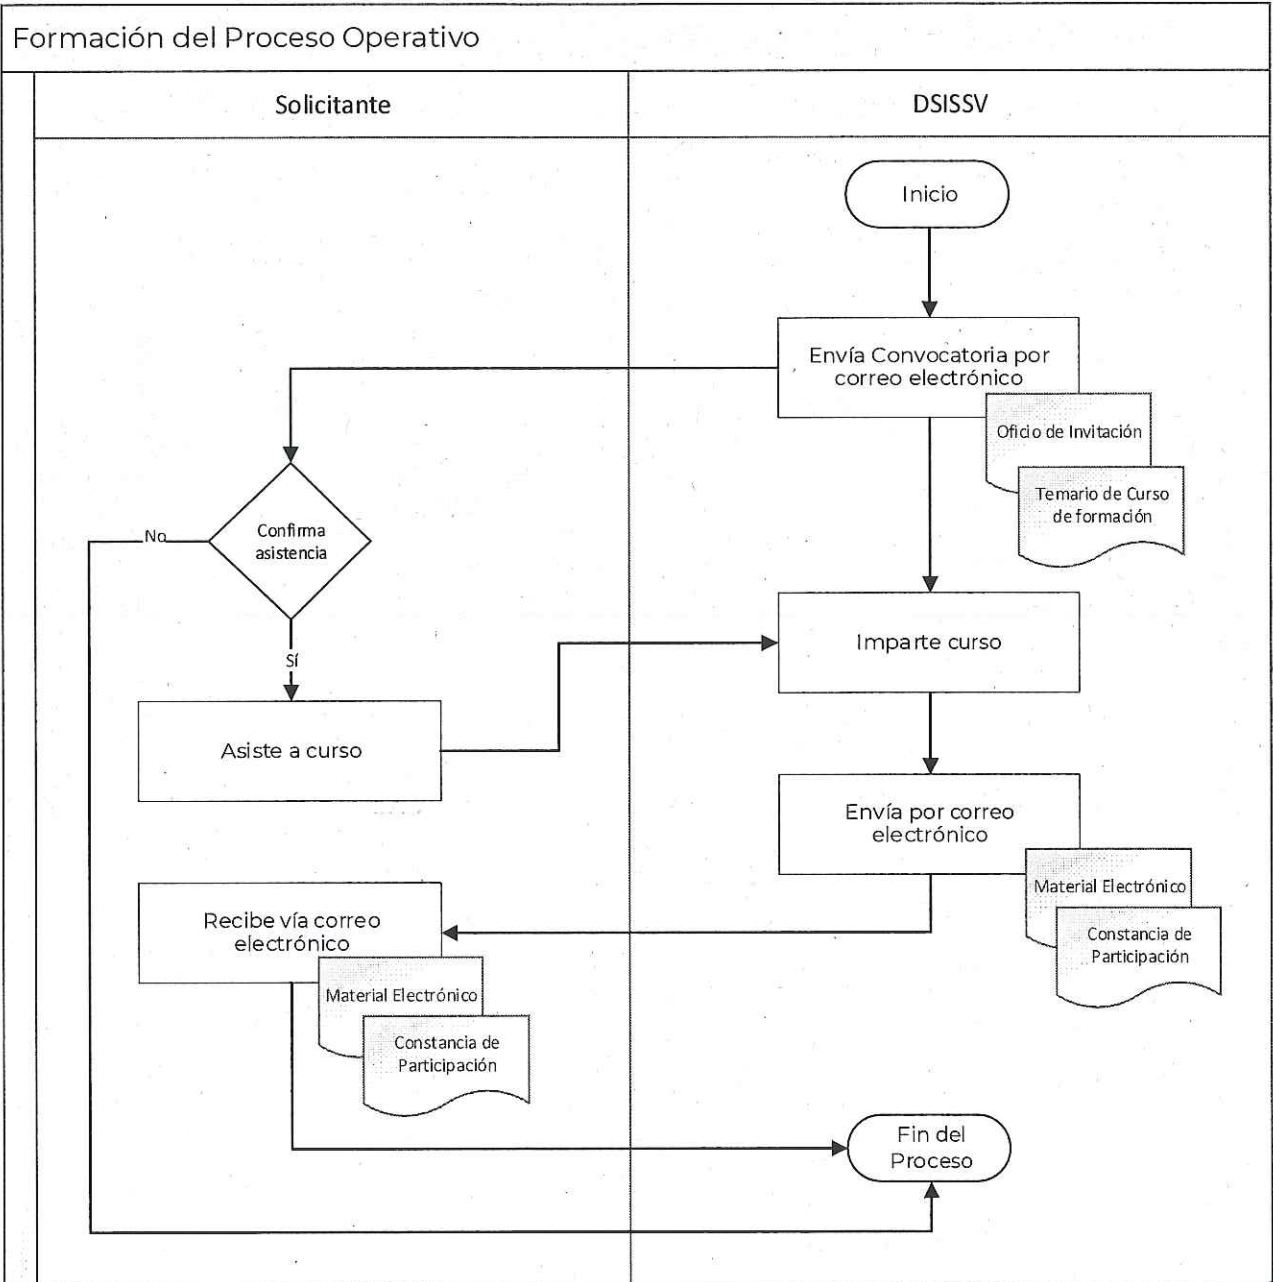 Formación del Proceso Operativo
Solicitante
DSISSV
Inicio
Envía Convocatoria por
correo electrónico
Oficio de Invitación
Temario de Curso
de formación
Confirma
asistencia
No
Sí
Imparte curso
Asiste a curso
Envía por correo
electrónico
Material Electrónico
Constancia de
Participación
Recibe vía correo
electrónico
Material Electrónico
Constancia de
Participación
Fin del
Proceso